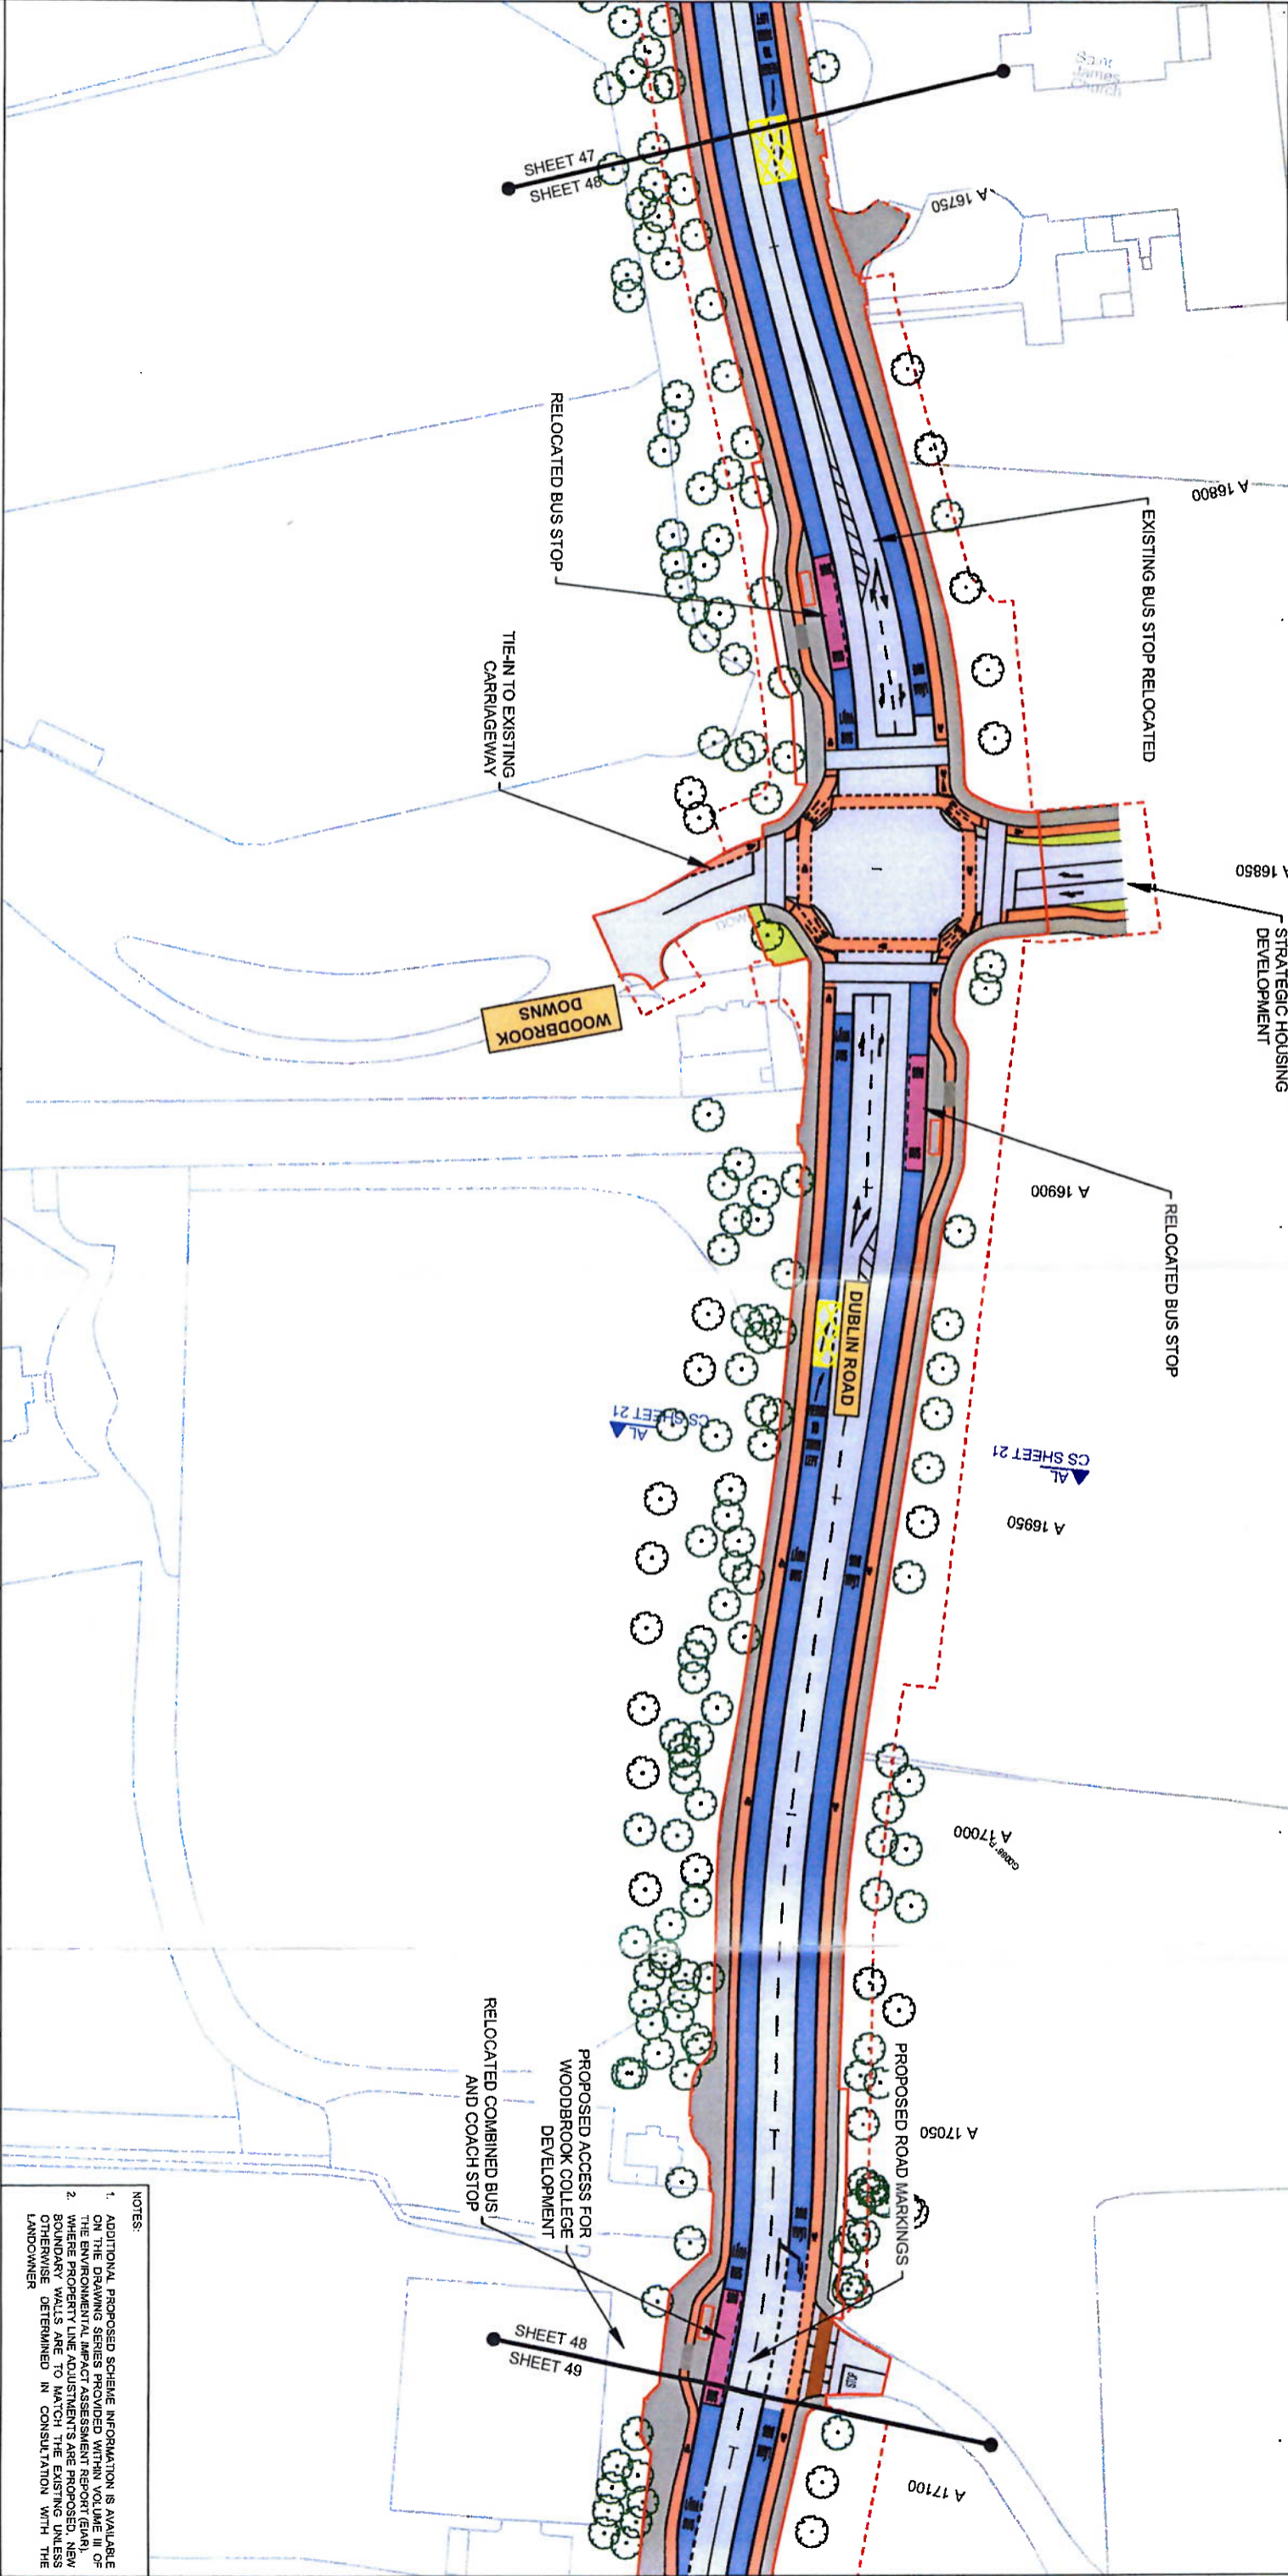 Saint
James
Church
SHEET 47
SHEET 48
A 16750
RELOCATED BUS STOP
A 16800
EXISTING BUS STOP RELOCATED
TIE-IN TO EXISTING
CARRIAGEWAY
A 16850
STRATEGIC HOUSING
DEVELOPMENT
WOODBROOK
DOWNS
A 16900
RELOCATED BUS STOP
DUBLIN ROAD
AL
CS SHEET 21
AL
CS SHEET 21
A 16950
A 17000
PROPOSED ROAD MARKINGS
A 17050
PROPOSED ACCESS FOR
WOODBROOK COLLEGE
DEVELOPMENT
RELOCATED COMBINED BUS
AND COACH STOP
STOP
SHEET 48
SHEET 49
A 17100
NOTES:
1. ADDITIONAL PROPOSED SCHEME INFORMATION IS AVAILABLE
ON THE DRAWING SERIES PROVIDED WITHIN VOLUME III OF
THE ENVIRONMENTAL IMPACT ASSESSMENT REPORT (EIAR).
2. WHERE PROPERTY LINE ADJUSTMENTS ARE PROPOSED, NEW
BOUNDARY WALLS ARE TO MATCH THE EXISTING UNLESS
OTHERWISE DETERMINED IN CONSULTATION WITH THE
LANDOWNER